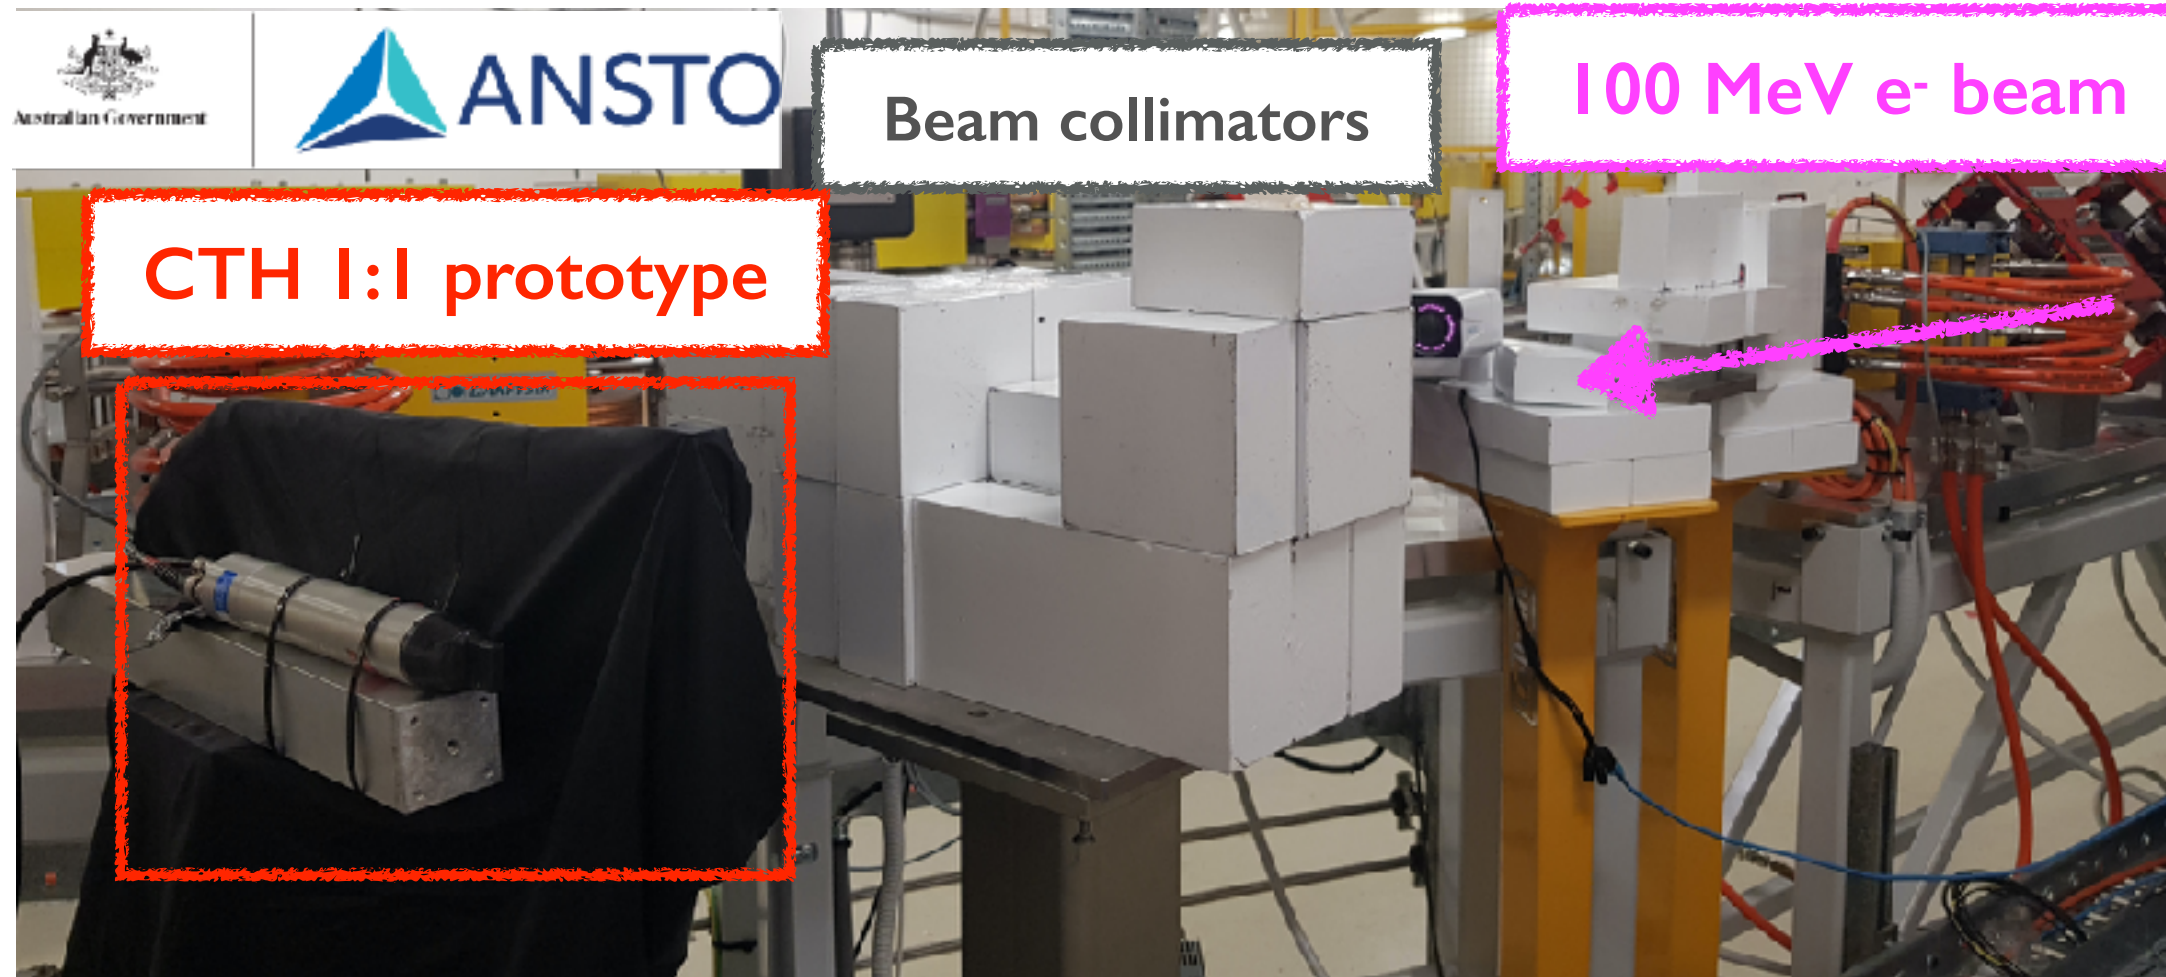 Australian Government
ANSTO
Beam collimators
100 MeV e- beam
CTH 1:1 prototype